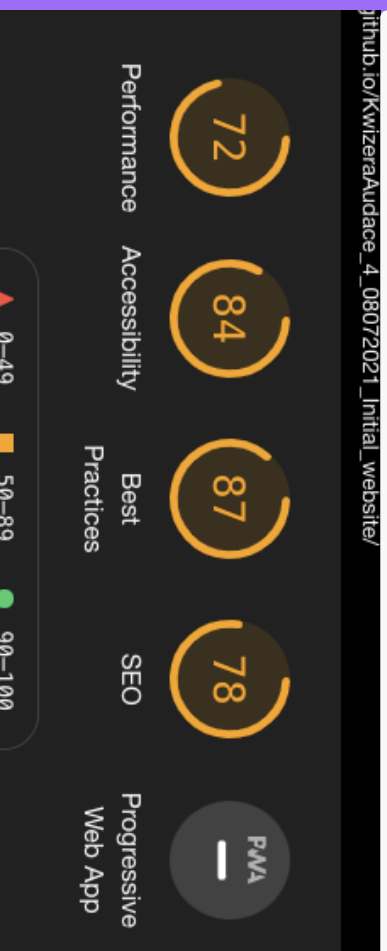 github.io/KwizeraAudace_4_08072021_Initial_website/
72
84
87
78
PWA
Performance
Accessibility
Best
Practices
SEO
Progressive
Web App
0–49
50–89
90–100